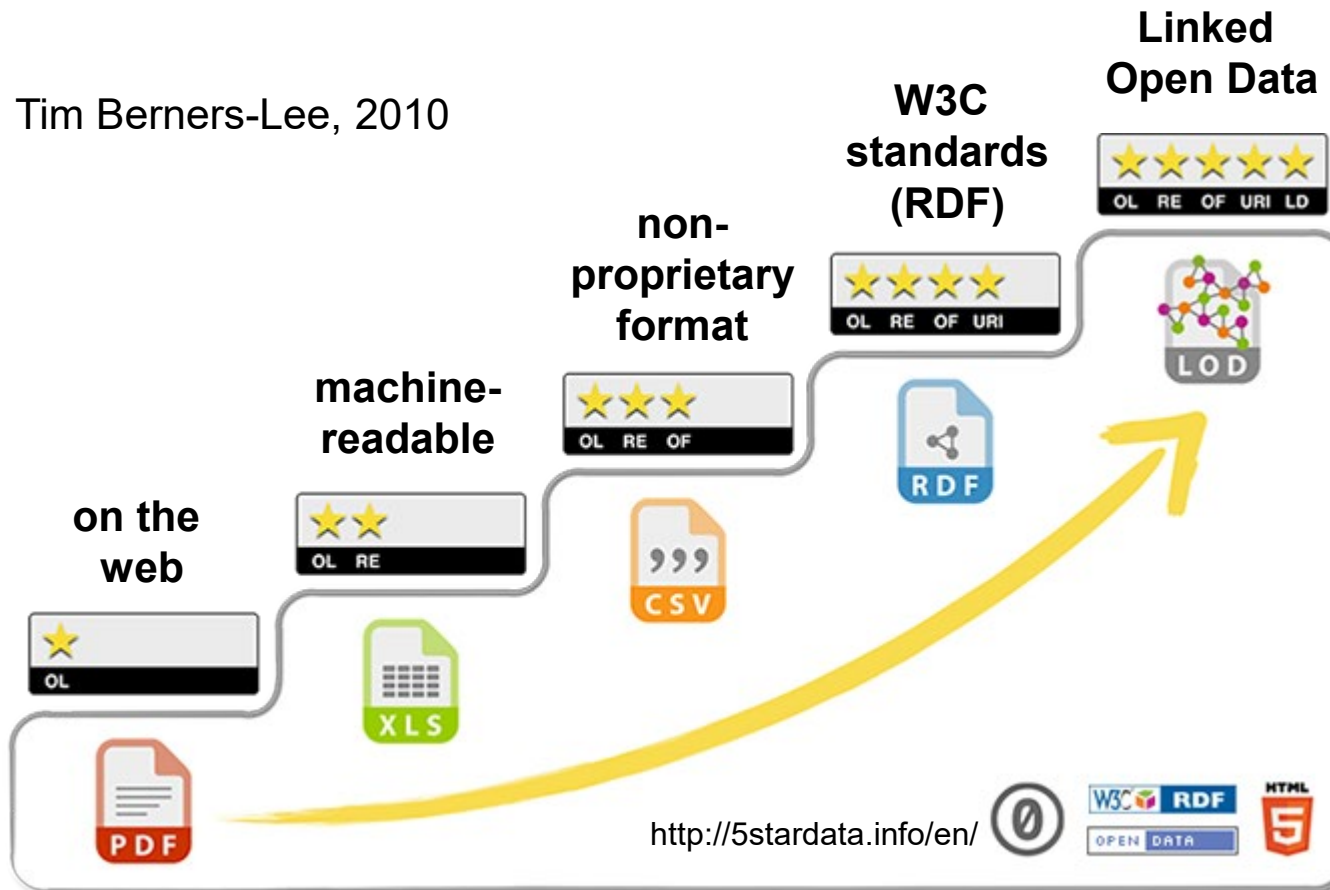 Tim Berners-Lee, 2010
on the
web
OL
PDF
machine-
readable
OL RE
XLS
non-
proprietary
format
OL RE OF
,,,
CSV
W3C
standards
(RDF)
OL RE OF URI
RDF
Linked
Open Data
OL RE OF URI LD
LOD
http://5stardata.info/en/
0
W3C RDF
OPEN DATA
HTML
5